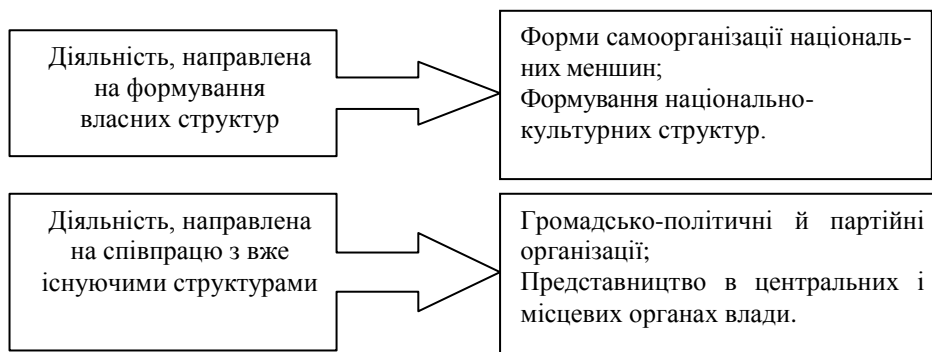 Діяльність, направлена
на формування
власних структур
Форми самоорганізації національ-
них меншин;
Формування національно-
культурних структур.
Діяльність, направлена
на співпрацю з вже
існуючими структурами
Громадсько-політичні й партійні
організації;
Представництво в центральних і
місцевих органах влади.